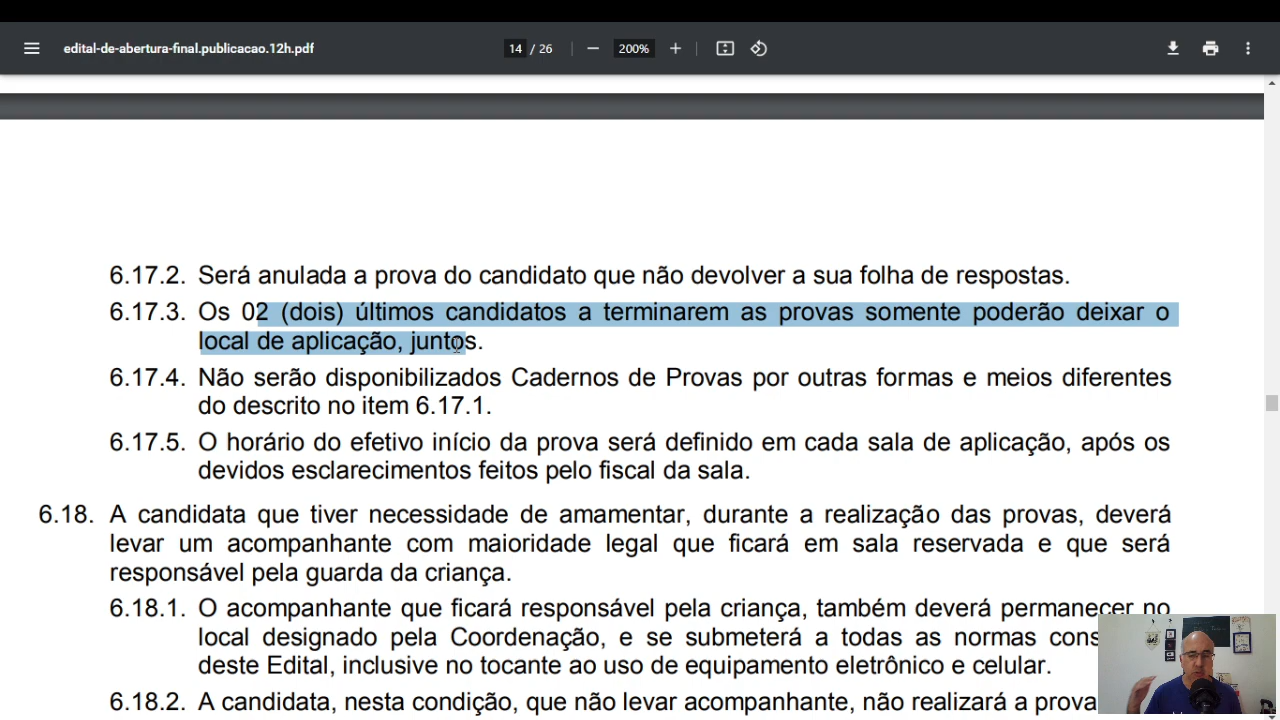 edital-de-abertura-final.publicacao.12h.pdf
14 / 26
200%
6.17.2. Será anulada a prova do candidato que não devolver a sua folha de respostas.
6.17.3. Os 02 (dois) últimos candidatos a terminarem as provas somente poderão deixar o
local de aplicação, juntos.
6.17.4. Não serão disponibilizados Cadernos de Provas por outras formas e meios diferentes
do descrito no item 6.17.1.
6.17.5. O horário do efetivo início da prova será definido em cada sala de aplicação, após os
devidos esclarecimentos feitos pelo fiscal da sala.
6.18. A candidata que tiver necessidade de amamentar, durante a realização das provas, deverá
levar um acompanhante com maioridade legal que ficará em sala reservada e que será
responsável pela guarda da criança.
6.18.1. O acompanhante que ficará responsável pela criança, também deverá permanecer no
local designado pela Coordenação, e se submeterá a todas as normas cons
deste Edital, inclusive no tocante ao uso de equipamento eletrônico e celular.
6.18.2. A candidata, nesta condição, que não levar acompanhante, não realizará a prova